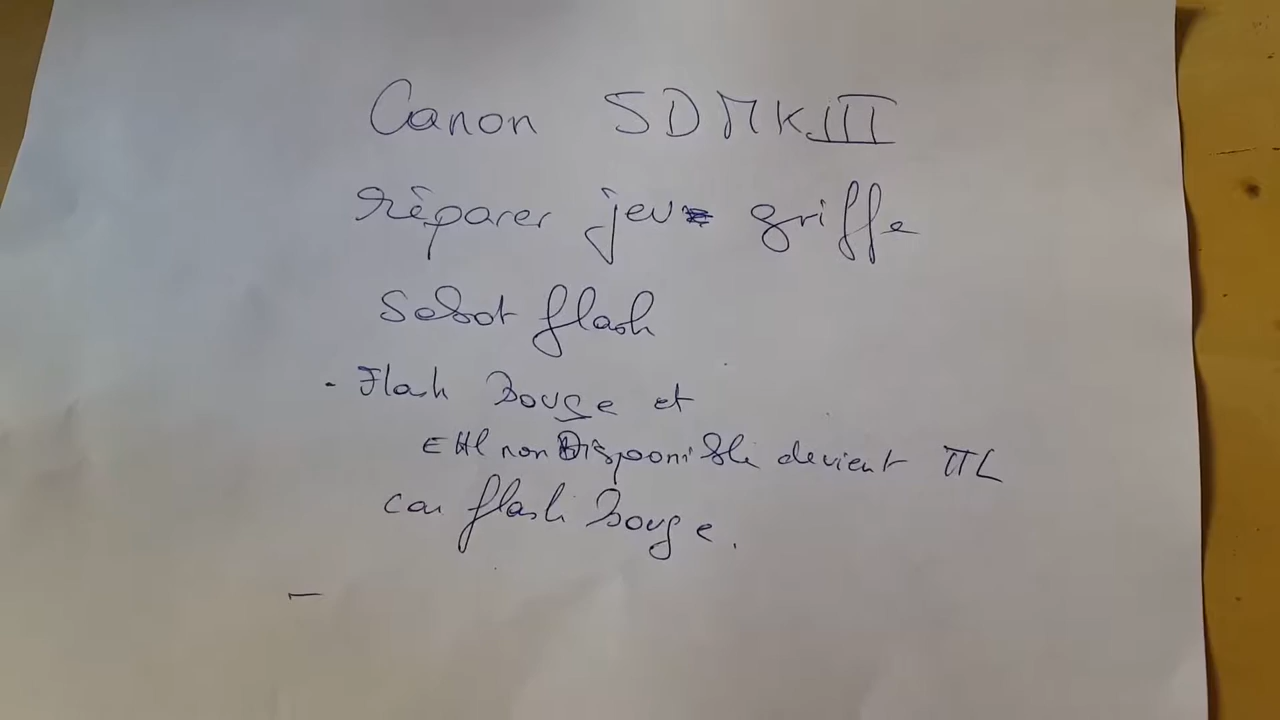 Canon 5D MK III
réparer jeu griffe
sabot flash
- Flash Bouge et
ETTL non Disponible devient TTL
car flash Bouge.
-